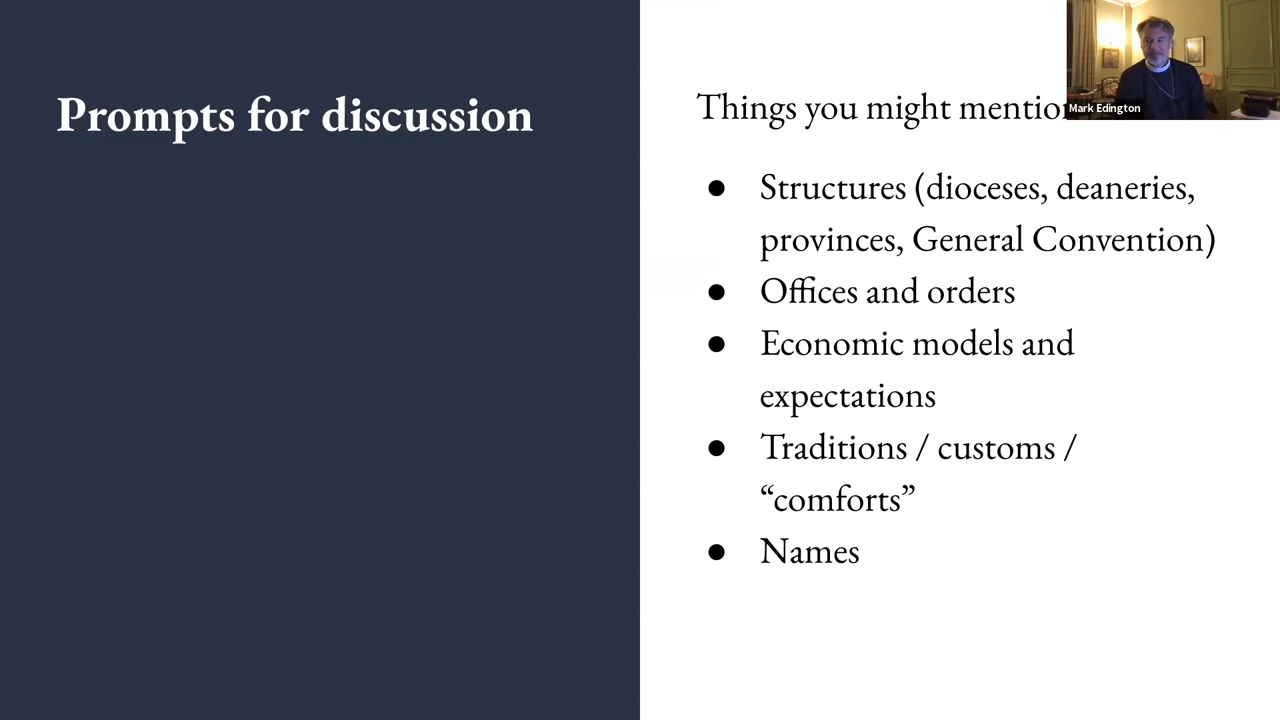 Prompts for discussion
Things you might mention
Mark Edington
● Structures (dioceses, deaneries,
provinces, General Convention)
● Offices and orders
● Economic models and
expectations
● Traditions / customs /
“comforts”
● Names